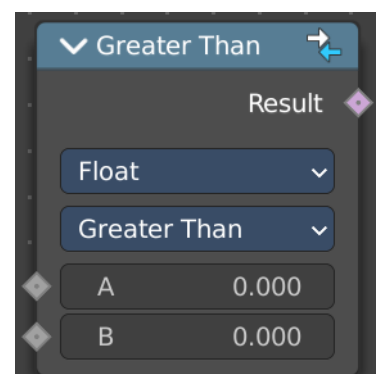 Greater Than
Result
Float
Greater Than
A 0.000
B 0.000